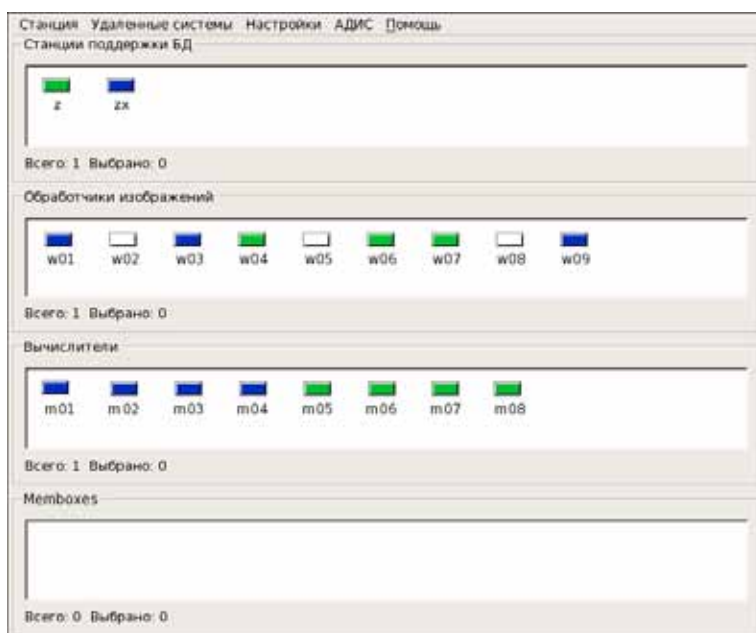 Станция Удаленные системы Настройки АДИС Помощь
Станции поддержки БД
z zx
Всего: 1 Выбрано: 0
Обработчики изображений
w01 w02 w03 w04 w05 w06 w07 w08 w09
Всего: 1 Выбрано: 0
Вычислители
m01 m02 m03 m04 m05 m06 m07 m08
Всего: 1 Выбрано: 0
Memboxes
Всего: 0 Выбрано: 0